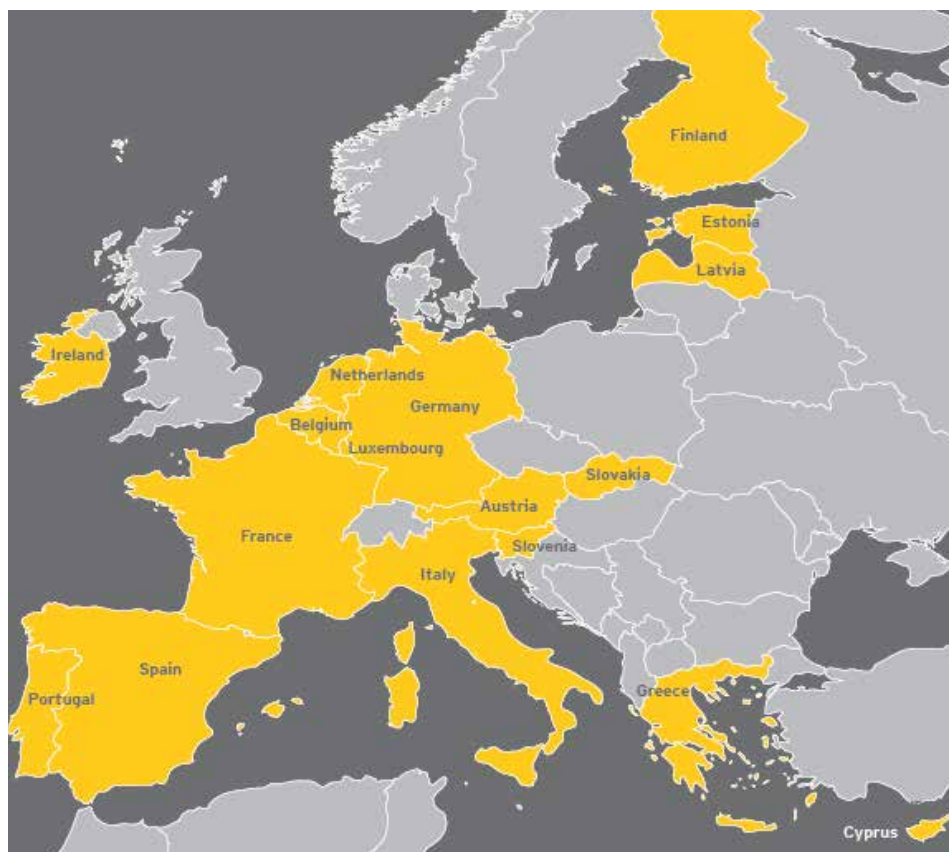 Finland
Estonia
Latvia
Ireland
Netherlands
Germany
Belgium
Luxembourg
Slovakia
Austria
France
Slovenia
Italy
Spain
Portugal
Greece
Cyprus